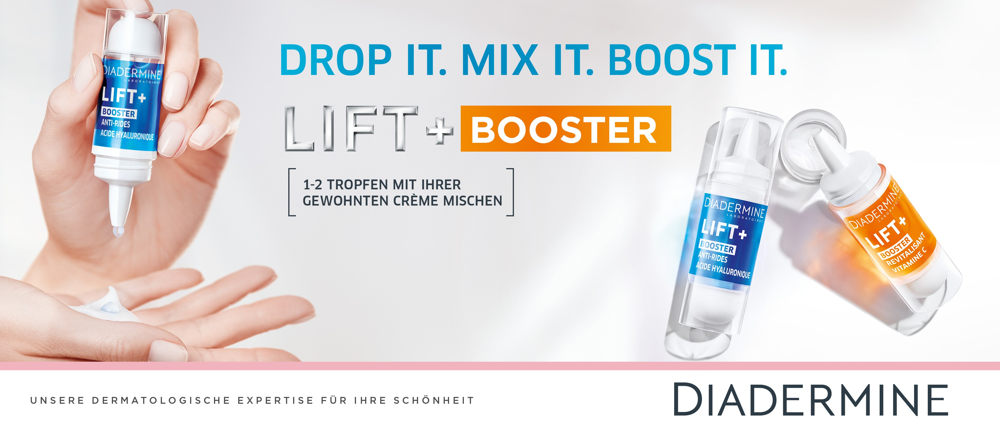 DROP IT. MIX IT. BOOST IT.
LIFT + BOOSTER
1-2 TROPFEN MIT IHRER
GEWOHNTEN CRÈME MISCHEN
DIADERMINE
LABORATOIRES
LIFT+
BOOSTER
ANTI-RIDES
ACIDE HYALURONIQUE
DIADERMINE
LABORATOIRES
LIFT+
BOOSTER
ANTI-RIDES
ACIDE HYALURONIQUE
DIADERMINE
LABORATOIRES
LIFT+
BOOSTER
REVITALISANT
VITAMINE C
UNSERE DERMATOLOGISCHE EXPERTISE FÜR IHRE SCHÖNHEIT
DIADERMINE